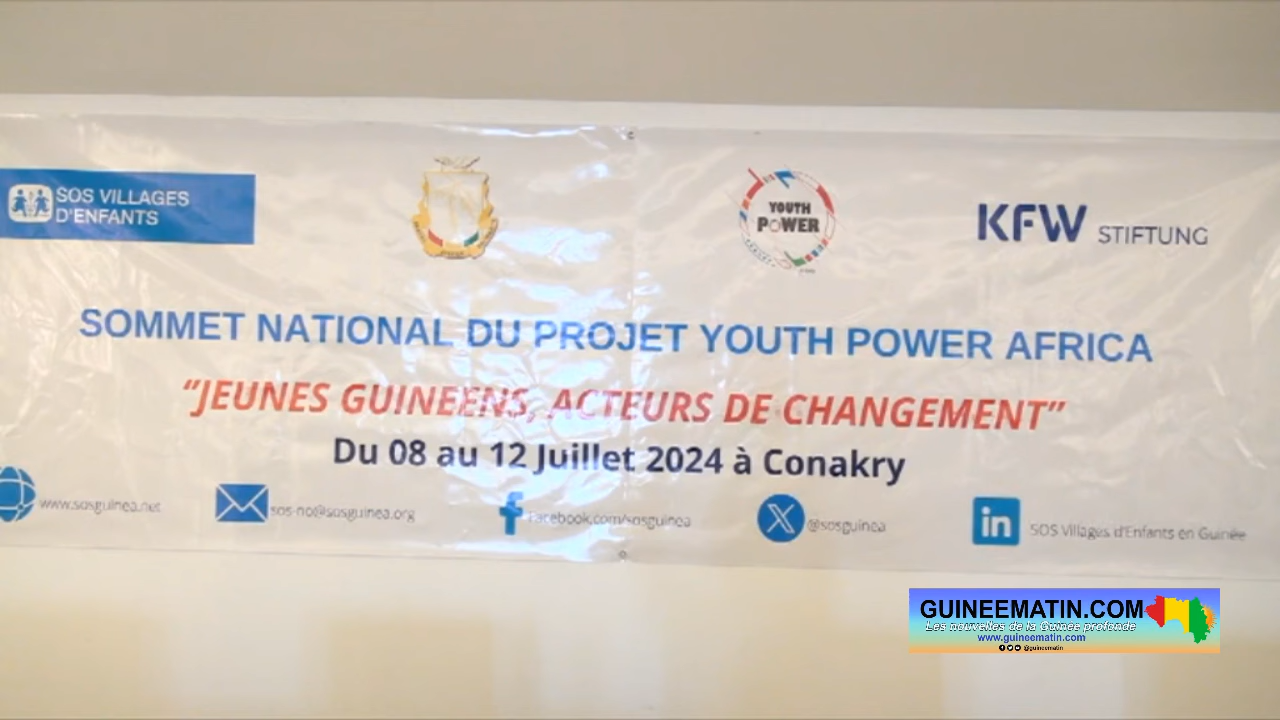 SOS VILLAGES
D'ENFANTS
YOUTH
POWER
KFW STIFTUNG
SOMMET NATIONAL DU PROJET YOUTH POWER AFRICA
"JEUNES GUINEENS, ACTEURS DE CHANGEMENT"
Du 08 au 12 Juillet 2024 à Conakry
www.sosguinea.net
sos-no@sosguinea.org
Facebook.com/sosguinea
@sosguinea
in
SOS Villages d'Enfants en Guinée
GUINEEMATIN.COM
Les nouvelles de la Guinée profonde
www.guineematin.com
@guineematin